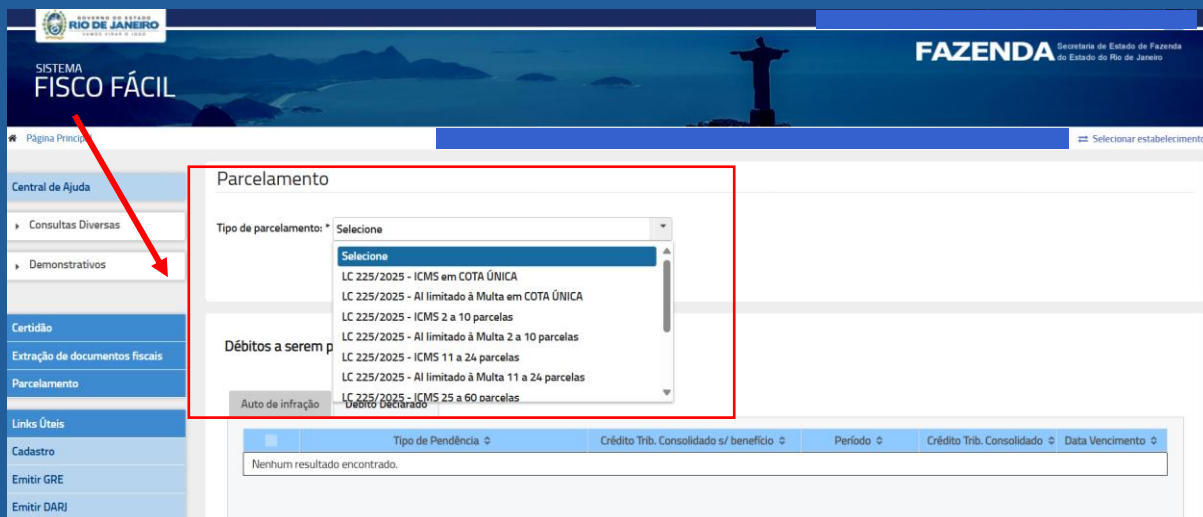 GOVERNO DO ESTADO
RIO DE JANEIRO
VAMOS VIRAR O JOGO
SISTEMA
FISCO FÁCIL
FAZENDA
Secretaria de Estado de Fazenda
do Estado do Rio de Janeiro
Página Princip
Selecionar estabelecimento
Central de Ajuda
Consultas Diversas
Demonstrativos
Certidão
Extração de documentos fiscais
Parcelamento
Links Úteis
Cadastro
Emitir GRE
Emitir DARJ
Parcelamento
Tipo de parcelamento: * Selecione
Selecione
LC 225/2025 - ICMS em COTA ÚNICA
LC 225/2025 - AI limitado à Multa em COTA ÚNICA
LC 225/2025 - ICMS 2 a 10 parcelas
LC 225/2025 - AI limitado à Multa 2 a 10 parcelas
LC 225/2025 - ICMS 11 a 24 parcelas
LC 225/2025 - AI limitado à Multa 11 a 24 parcelas
LC 225/2025 - ICMS 25 a 60 parcelas
Débitos a serem p
Auto de infração Débito Declarado
Tipo de Pendência Crédito Trib. Consolidado s/ benefício Período Crédito Trib. Consolidado Data Vencimento
Nenhum resultado encontrado.